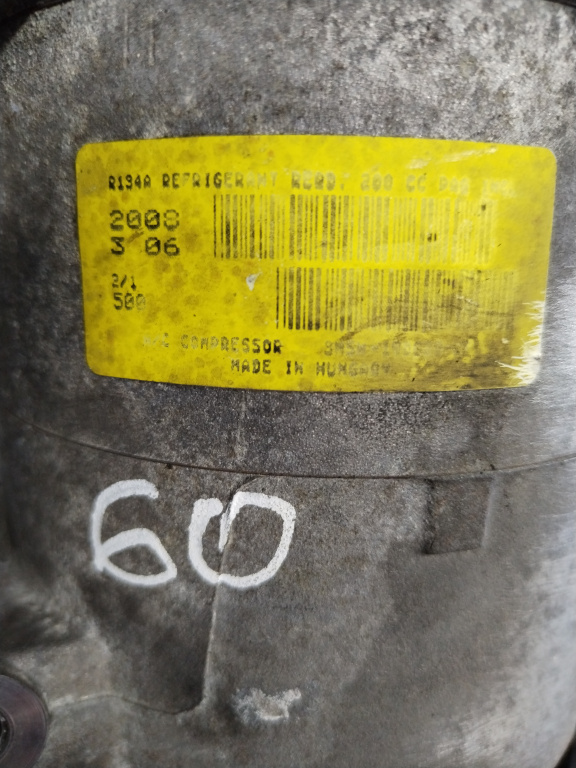 R134A REFRIGERANT
2008
3 06
2/1
500
A/C COMPRESSOR
MADE IN HUNGARY
60